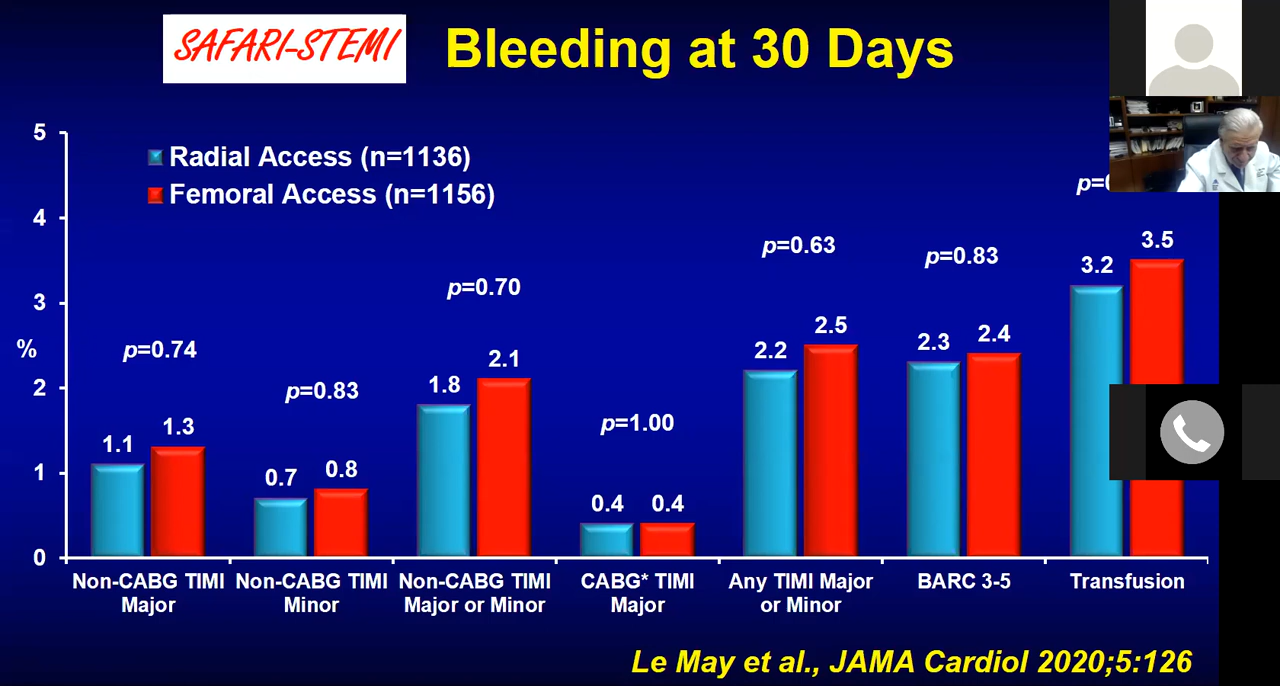 SAFARI-STEMI
Bleeding at 30 Days
Radial Access (n=1136)
Femoral Access (n=1156)
5
4
3
2
1
0
%
p=0.74
1.1
1.3
p=0.83
0.7
0.8
p=0.70
1.8
2.1
p=1.00
0.4
0.4
p=0.63
2.2
2.5
p=0.83
2.3
2.4
3.2
3.5
Non-CABG TIMI
Major
Non-CABG TIMI
Minor
Non-CABG TIMI
Major or Minor
CABG* TIMI
Major
Any TIMI Major
or Minor
BARC 3-5
Transfusion
Le May et al., JAMA Cardiol 2020;5:126